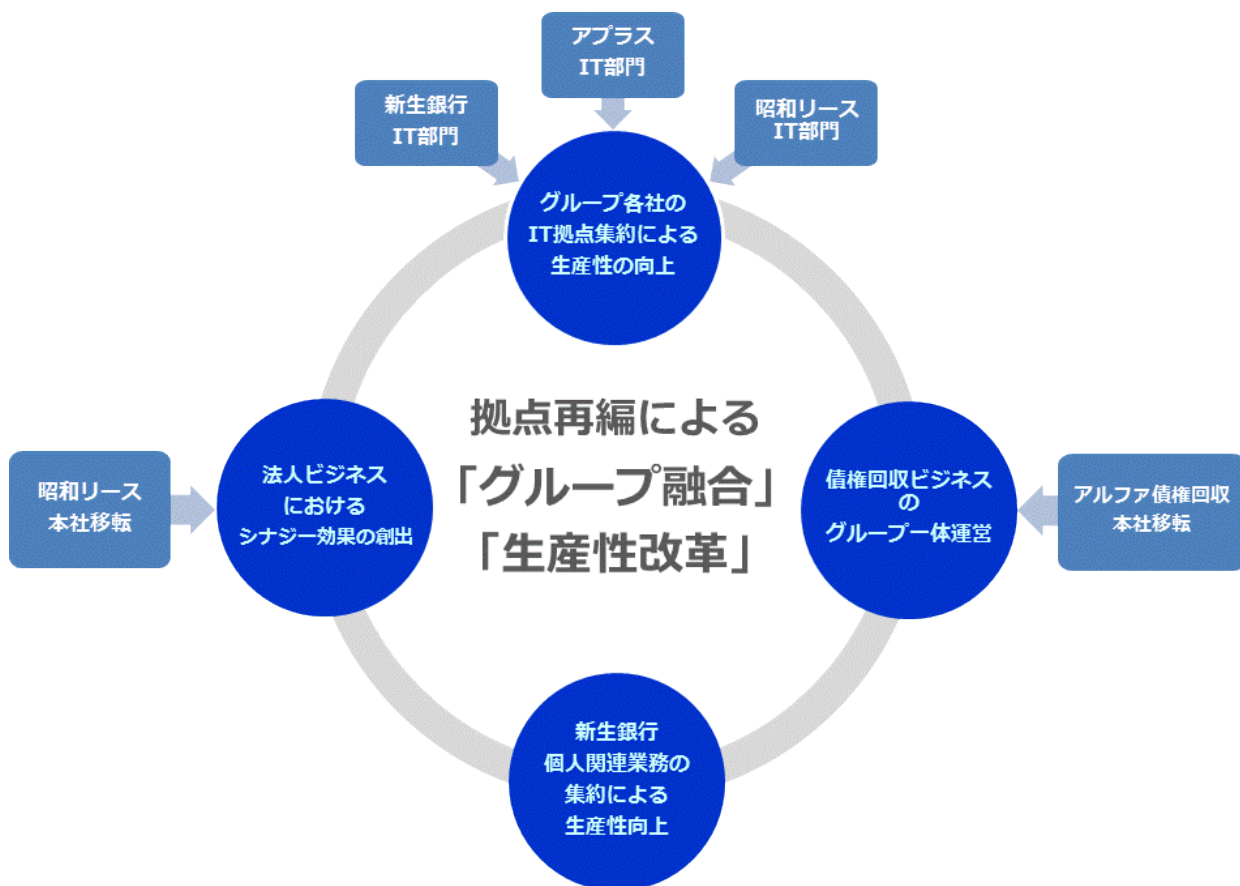 アプラス
IT部門
新生銀行
IT部門
昭和リース
IT部門
グループ各社の
IT拠点集約による
生産性の向上
拠点再編による
「グループ融合」
「生産性改革」
昭和リース
本社移転
法人ビジネス
における
シナジー効果の創出
債権回収ビジネス
の
グループ一体運営
アルファ債権回収
本社移転
新生銀行
個人関連業務の
集約による
生産性向上